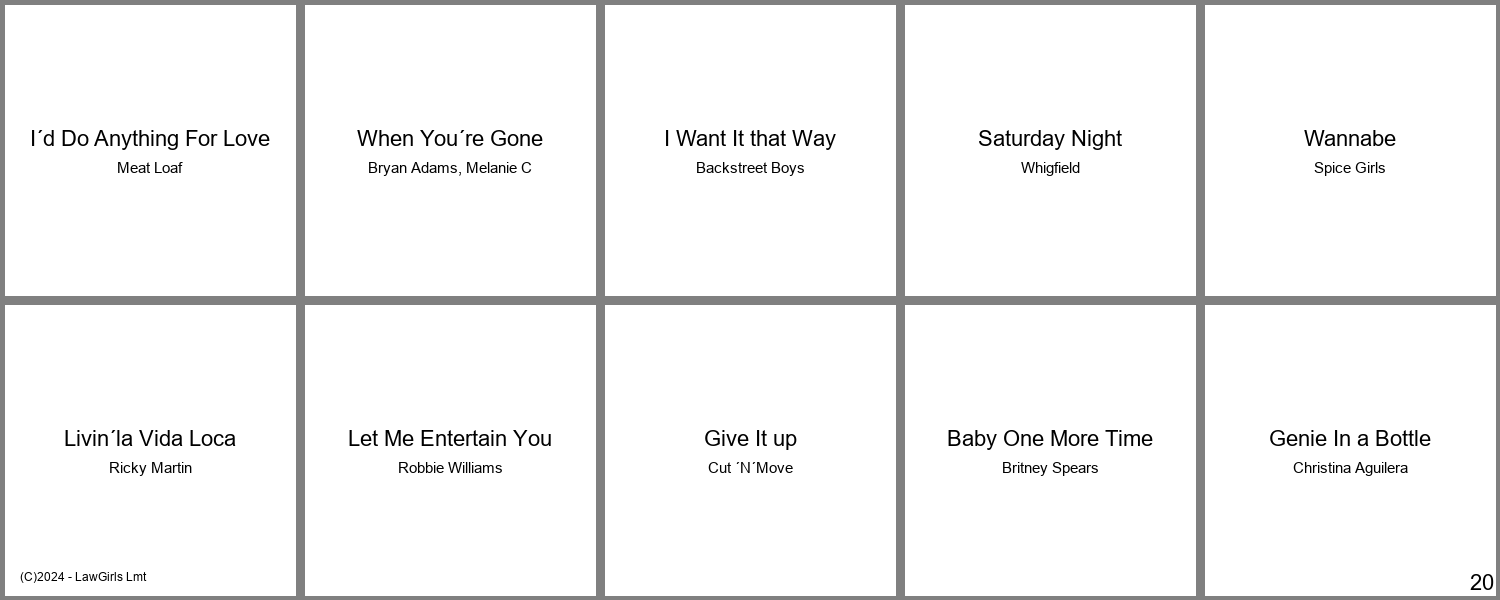 I´d Do Anything For Love
Meat Loaf
When You´re Gone
Bryan Adams, Melanie C
I Want It that Way
Backstreet Boys
Saturday Night
Whigfield
Wannabe
Spice Girls
Livin´la Vida Loca
Ricky Martin
Let Me Entertain You
Robbie Williams
Give It up
Cut ´N´Move
Baby One More Time
Britney Spears
Genie In a Bottle
Christina Aguilera
(C)2024 - LawGirls Lmt
20